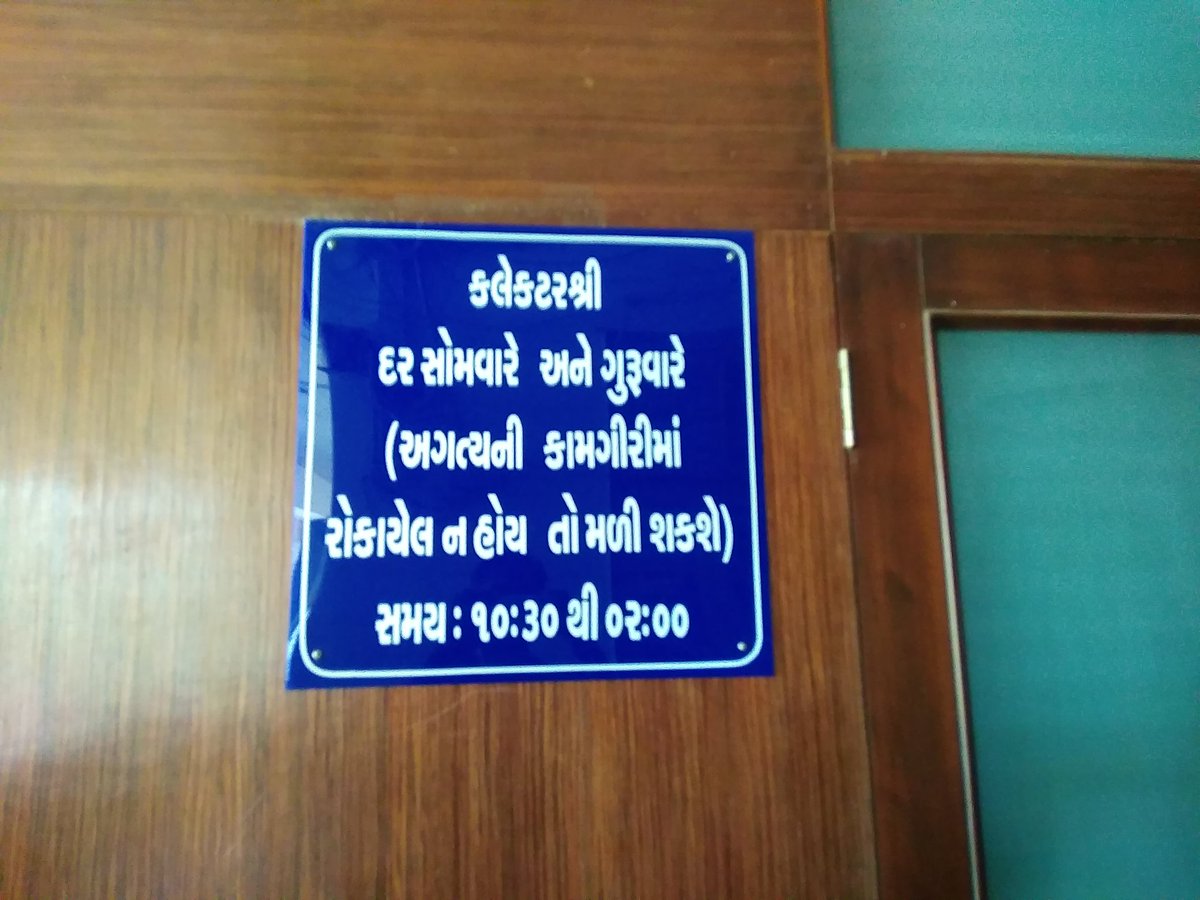 કલેકટરશ્રી
દર સોમવારે અને ગુરૂવારે
(અગત્યની કામગીરીમાં
રોકાયેલ ન હોય તો મળી શકશે)
સમય : ૧૦:૩૦ થી ૦૨:૦૦